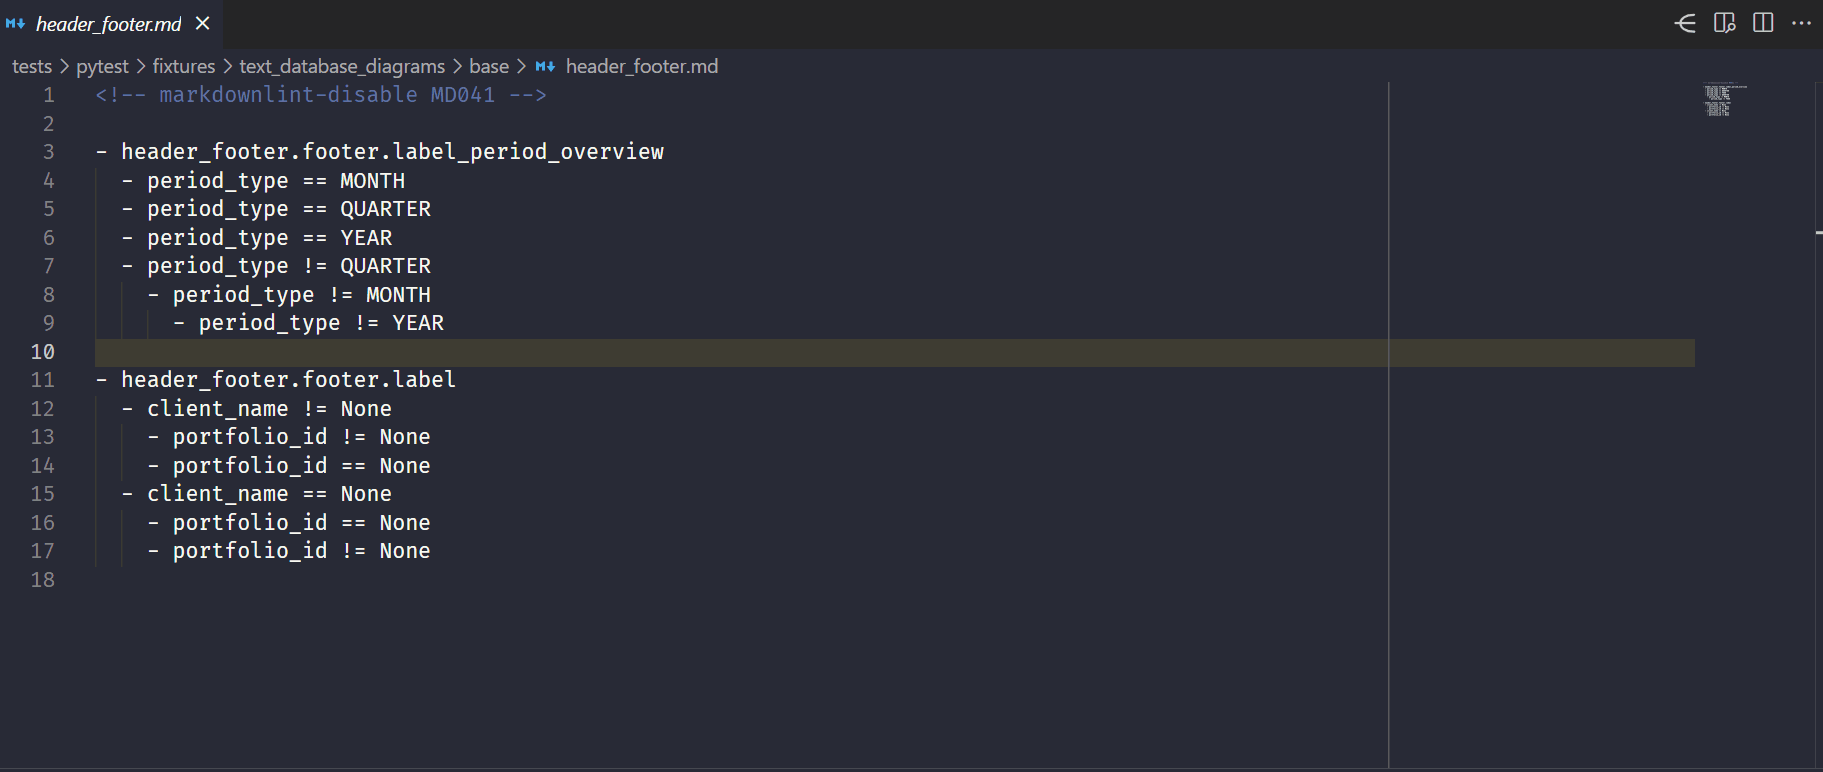 header_footer.md
tests > pytest > fixtures > text_database_diagrams > base > header_footer.md
1 <!-- markdownlint-disable MD041 -->
2
3 - header_footer.footer.label_period_overview
4   - period_type == MONTH
5   - period_type == QUARTER
6   - period_type == YEAR
7   - period_type != QUARTER
8     - period_type != MONTH
9       - period_type != YEAR
10
11 - header_footer.footer.label
12   - client_name != None
13     - portfolio_id != None
14     - portfolio_id == None
15   - client_name == None
16     - portfolio_id == None
17     - portfolio_id != None
18